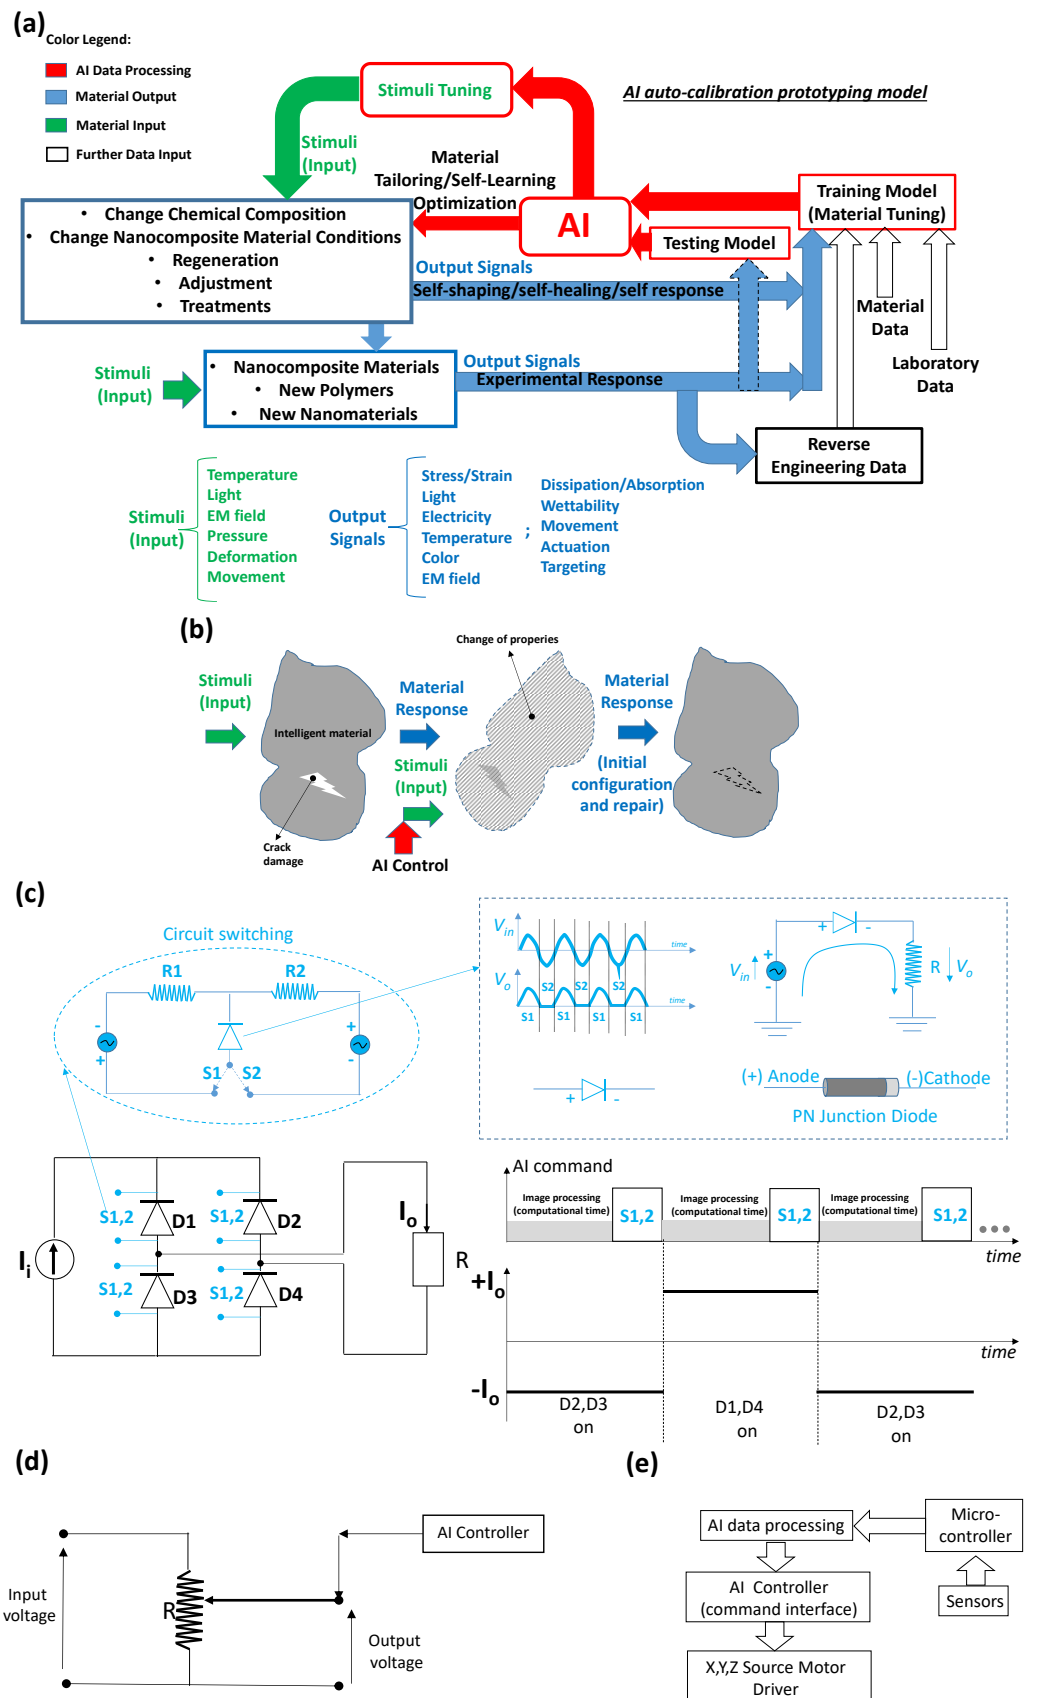 (a)
Color Legend:
AI Data Processing
Material Output
Material Input
Further Data Input
AI auto-calibration prototyping model
Stimuli Tuning
Stimuli
(Input)
Material
Tailoring/Self-Learning
Optimization
AI
Training Model
(Material Tuning)
Testing Model
• Change Chemical Composition
• Change Nanocomposite Material Conditions
• Regeneration
• Adjustment
• Treatments
Output Signals
Self-shaping/self-healing/self response
Material
Data
Laboratory
Data
Stimuli
(Input)
• Nanocomposite Materials
• New Polymers
• New Nanomaterials
Output Signals
Experimental Response
Reverse
Engineering Data
Stimuli
(Input)
Temperature
Light
EM field
Pressure
Deformation
Movement
Output
Signals
Stress/Strain
Light
Electricity
Temperature
Color
EM field
;
Dissipation/Absorption
Wettability
Movement
Actuation
Targeting
(b)
Stimuli
(Input)
Intelligent material
Crack
damage
Material
Response
Stimuli
(Input)
AI Control
Change of properies
Material
Response
(Initial
configuration
and repair)
(c)
Circuit switching
R1
R2
-
+
+
-
S1
S2
Vin
time
Vo
S2
S2
S2
time
S1
S1
S1
S1
+ -
Vin
+
-
R
Vo
+ -
(+) Anode
(-)Cathode
PN Junction Diode
S1,2
D1
S1,2
D2
S1,2
D3
S1,2
D4
Ii
Io
R
AI command
Image processing
(computational time)
S1,2
Image processing
(computational time)
S1,2
Image processing
(computational time)
S1,2
time
+Io
time
-Io
D2,D3
on
D1,D4
on
D2,D3
on
(d)
AI Controller
Input
voltage
R
Output
voltage
(e)
AI data processing
Micro-
controller
AI Controller
(command interface)
Sensors
X,Y,Z Source Motor
Driver